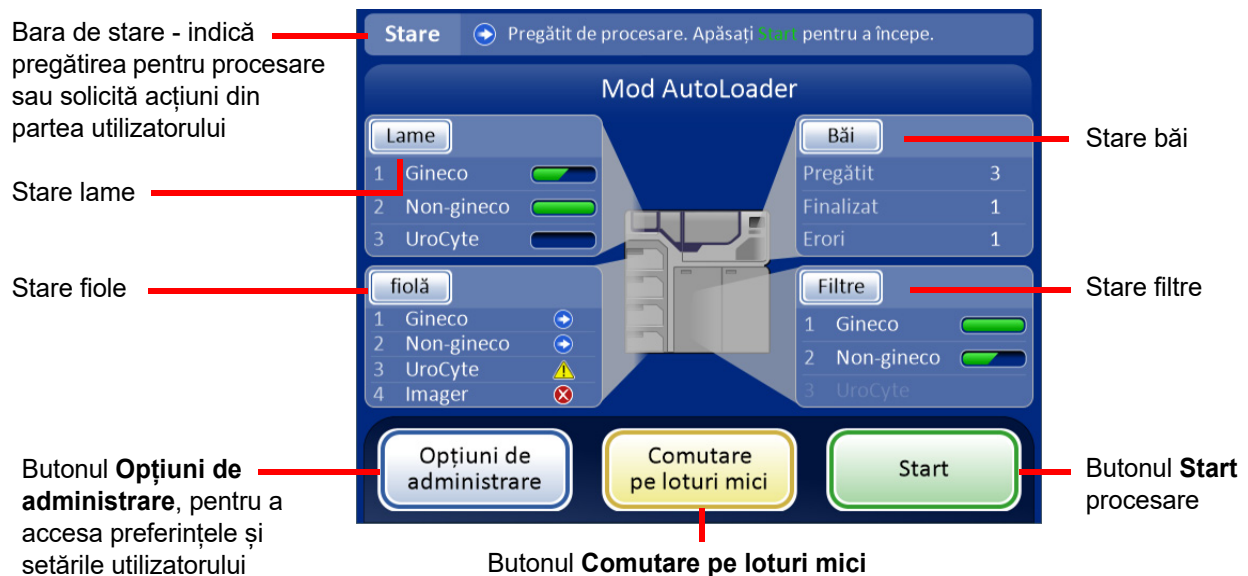 Bara de stare - indică
pregătirea pentru procesare
sau solicită acțiuni din
partea utilizatorului
Stare lame
Stare fiole
Butonul Opțiuni de
administrare, pentru a
accesa preferințele și
setările utilizatorului
Stare
Pregătit de procesare. Apăsați Start pentru a începe.
Mod AutoLoader
Lame
1 Gineco
2 Non-gineco
3 UroCyte
fiolă
1 Gineco
2 Non-gineco
3 UroCyte
4 Imager
Băi
Pregătit 3
Finalizat 1
Erori 1
Filtre
1 Gineco
2 Non-gineco
3 UroCyte
Opțiuni de
administrare
Comutare
pe loturi mici
Start
Stare băi
Stare filtre
Butonul Start
procesare
Butonul Comutare pe loturi mici